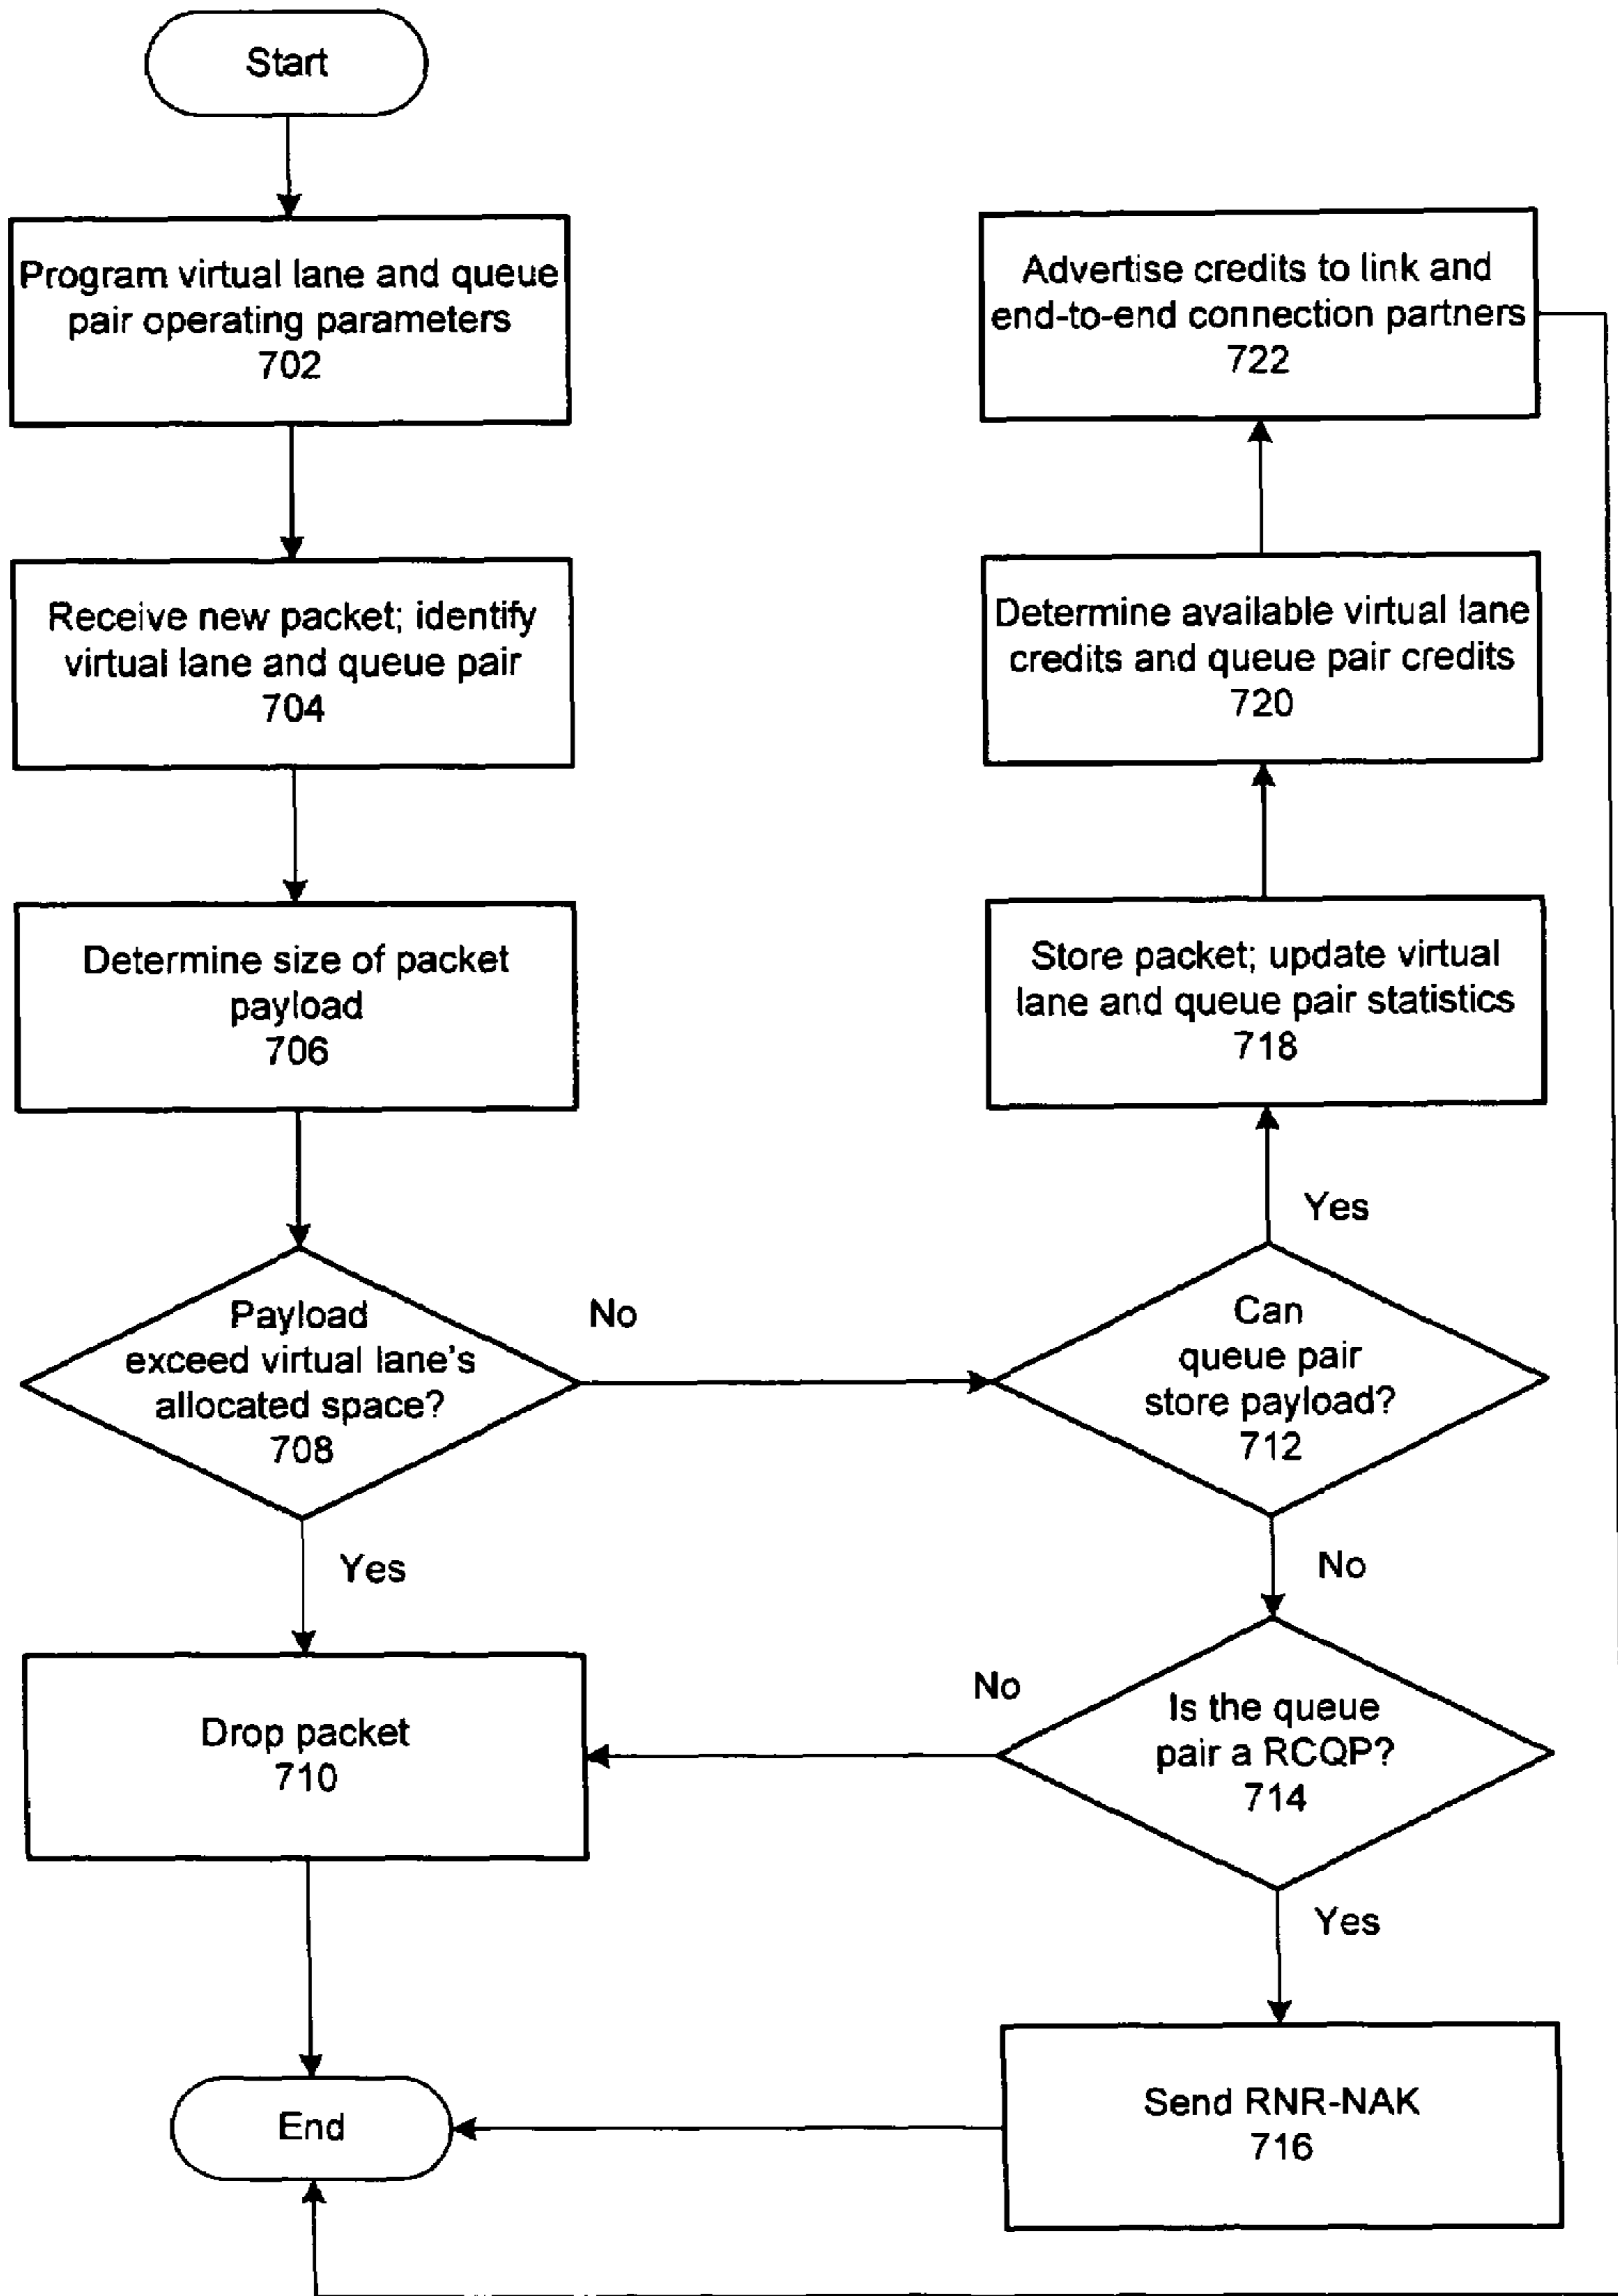 Start
Program virtual lane and queue
pair operating parameters
702
Receive new packet; identify
virtual lane and queue pair
704
Determine size of packet
payload
706
Payload
exceed virtual lane's
allocated space?
708
No
Yes
Drop packet
710
End
Advertise credits to link and
end-to-end connection partners
722
Determine available virtual lane
credits and queue pair credits
720
Store packet; update virtual
lane and queue pair statistics
718
Yes
Can
queue pair
store payload?
712
No
No
Is the queue
pair a RCQP?
714
Yes
Send RNR-NAK
716